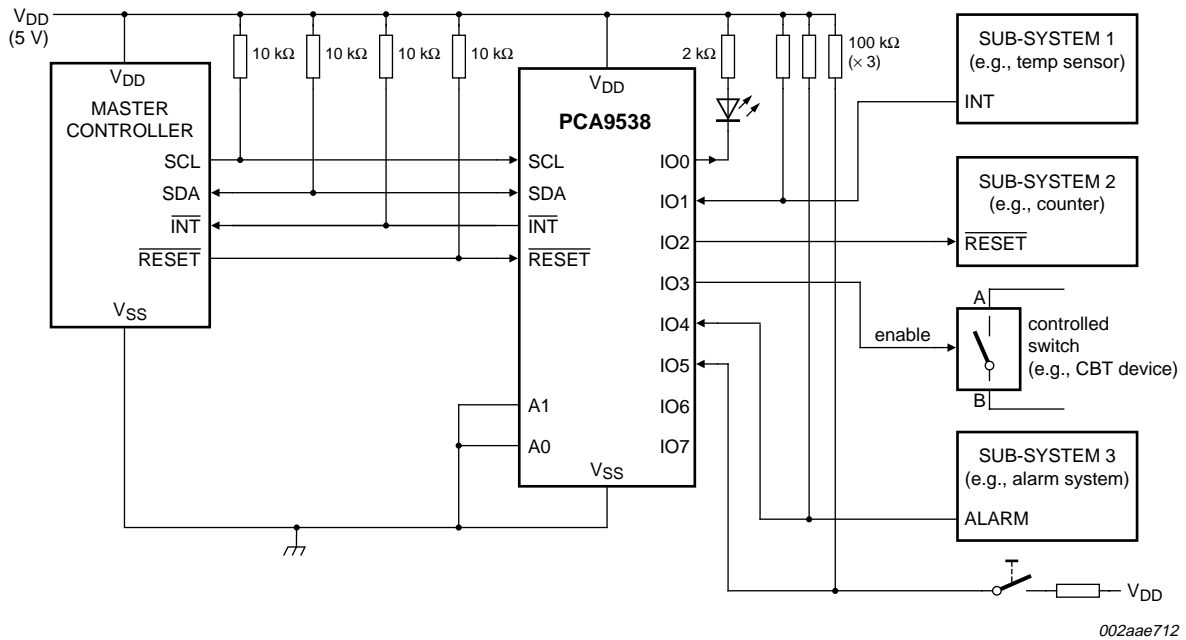 VDD
(5 V)
10 kΩ
10 kΩ
10 kΩ
10 kΩ
2 kΩ
100 kΩ
(× 3)
VDD
MASTER
CONTROLLER
SCL
SDA
INT
RESET
VSS
VDD
PCA9538
SCL
SDA
INT
RESET
A1
A0
VSS
IO0
IO1
IO2
IO3
IO4
IO5
IO6
IO7
SUB-SYSTEM 1
(e.g., temp sensor)
INT
SUB-SYSTEM 2
(e.g., counter)
RESET
enable
A
B
controlled
switch
(e.g., CBT device)
SUB-SYSTEM 3
(e.g., alarm system)
ALARM
VDD
002aae712